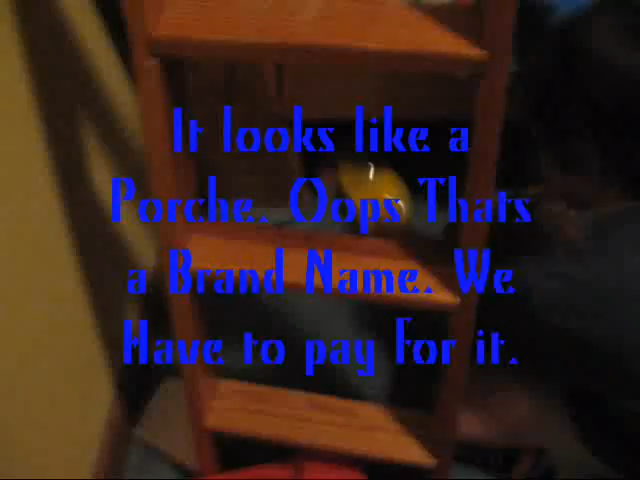 It looks like a
Porche. Oops Thats
a Brand Name. We
Have to pay for it.